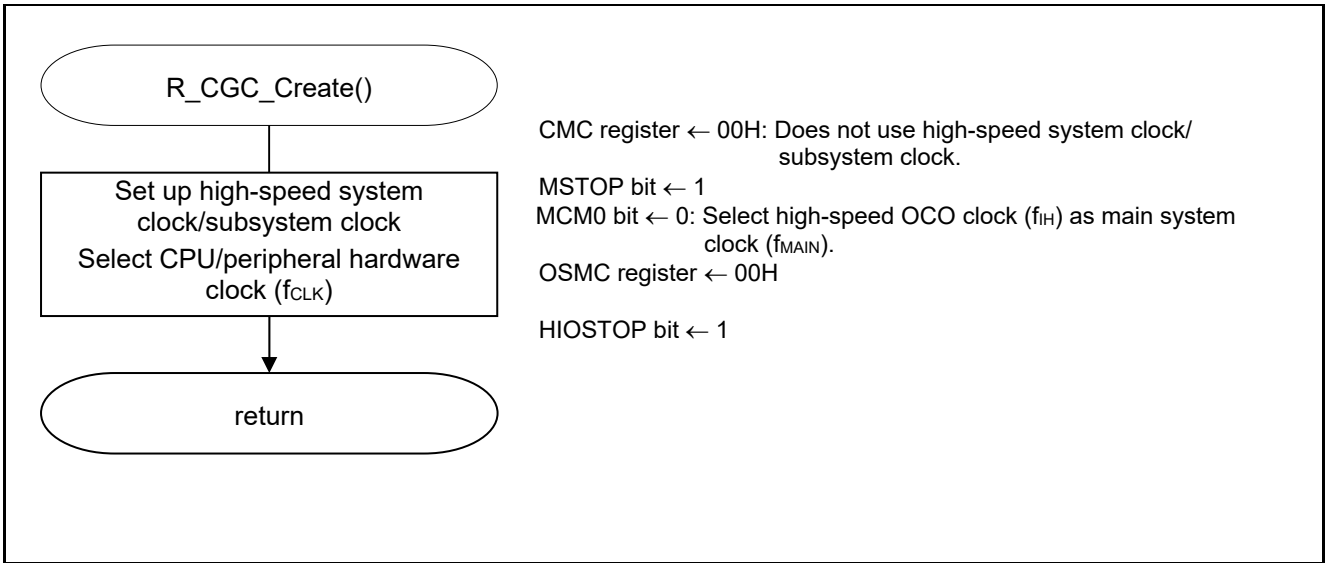 R_CGC_Create()
Set up high-speed system
clock/subsystem clock
Select CPU/peripheral hardware
clock (fCLK)
return
CMC register ← 00H: Does not use high-speed system clock/
subsystem clock.
MSTOP bit ← 1
MCM0 bit ← 0: Select high-speed OCO clock (fIH) as main system
clock (fMAIN).
OSMC register ← 00H
HIOSTOP bit ← 1